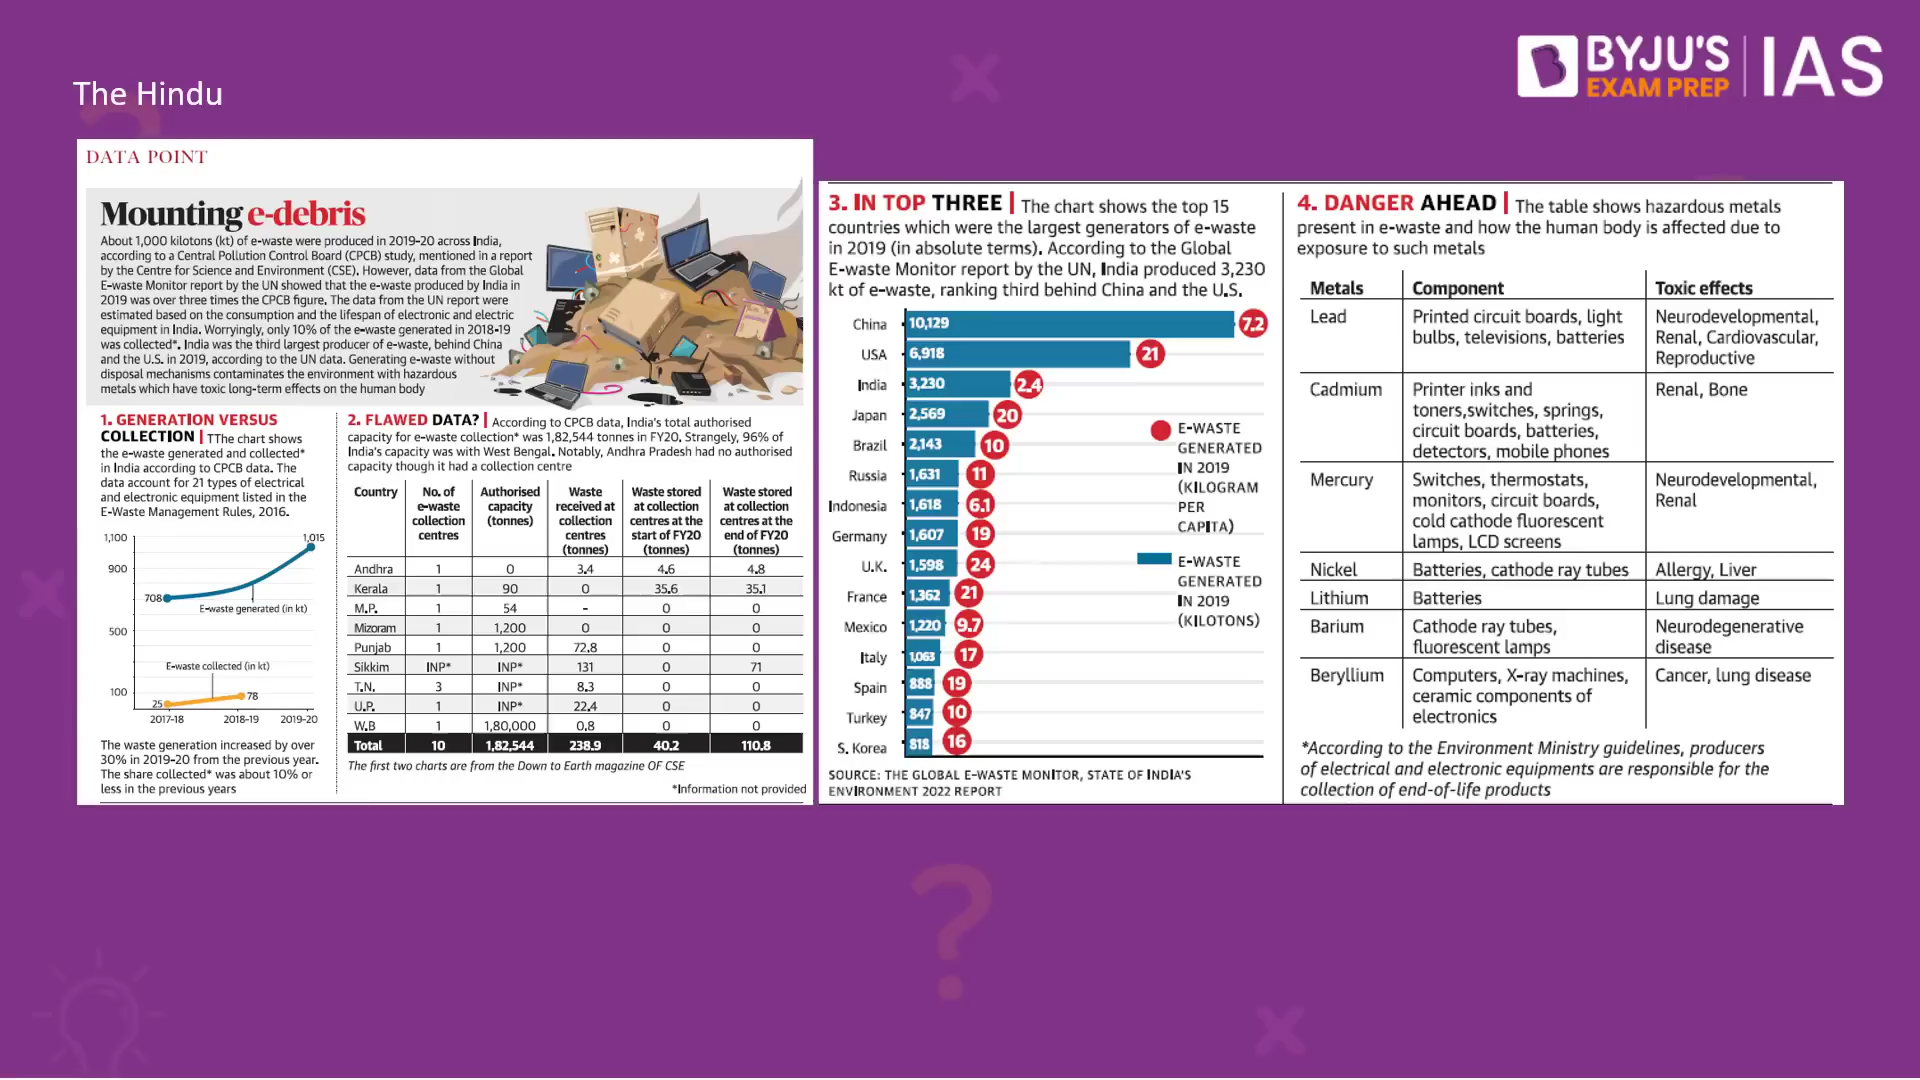 The Hindu
BYJU'S
EXAM PREP
IAS
DATA POINT
Mounting e-debris
About 1,000 kilotons (kt) of e-waste were produced in 2019-20 across India,
according to a Central Pollution Control Board (CPCB) study, mentioned in a report
by the Centre for Science and Environment (CSE). However, data from the Global
E-waste Monitor report by the UN showed that the e-waste produced by India in
2019 was over three times the CPCB figure. The data from the UN report were
estimated based on the consumption and the lifespan of electronic and electric
equipment in India. Worryingly, only 10% of the e-waste generated in 2018-19
was collected*. India was the third largest producer of e-waste, behind China
and the U.S. in 2019, according to the UN data. Generating e-waste without
disposal mechanisms contaminates the environment with hazardous
metals which have toxic long-term effects on the human body
1. GENERATION VERSUS
COLLECTION | TThe chart shows
the e-waste generated and collected*
in India according to CPCB data. The
data account for 21 types of electrical
and electronic equipment listed in the
E-Waste Management Rules, 2016.
1,100
1,015
900
708
E-waste generated (in kt)
500
E-waste collected (in kt)
100
25
78
2017-18 2018-19 2019-20
The waste generation increased by over
30% in 2019-20 from the previous year.
The share collected* was about 10% or
less in the previous years
2. FLAWED DATA? | According to CPCB data, India's total authorised
capacity for e-waste collection* was 1,82,544 tonnes in FY20. Strangely, 96% of
India's capacity was with West Bengal. Notably, Andhra Pradesh had no authorised
capacity though it had a collection centre
Country No. of e-waste collection centres Authorised capacity (tonnes) Waste received at collection centres (tonnes) Waste stored at collection centres at the start of FY20 (tonnes) Waste stored at collection centres at the end of FY20 (tonnes)
Andhra 1 0 3.4 4.6 4.8
Kerala 1 90 0 35.6 35.1
M.P. 1 54 - 0 0
Mizoram 1 1,200 0 0 0
Punjab 1 1,200 72.8 0 0
Sikkim INP* INP* 131 0 71
T.N. 3 INP* 8.3 0 0
U.P. 1 INP* 22.4 0 0
W.B 1 1,80,000 0.8 0 0
Total 10 1,82,544 238.9 40.2 110.8
The first two charts are from the Down to Earth magazine OF CSE
*Information not provided
3. IN TOP THREE | The chart shows the top 15
countries which were the largest generators of e-waste
in 2019 (in absolute terms). According to the Global
E-waste Monitor report by the UN, India produced 3,230
kt of e-waste, ranking third behind China and the U.S.
China 10,129 7.2
USA 6,918 21
India 3,230 2.4
Japan 2,569 20
Brazil 2,143 10
Russia 1,631 11
Indonesia 1,618 6.1
Germany 1,607 19
U.K. 1,598 24
France 1,362 21
Mexico 1,220 9.7
Italy 1,063 17
Spain 888 19
Turkey 847 10
S. Korea 818 16
E-WASTE
GENERATED
IN 2019
(KILOGRAM
PER
CAPITA)
E-WASTE
GENERATED
IN 2019
(KILOTONS)
SOURCE: THE GLOBAL E-WASTE MONITOR, STATE OF INDIA'S
ENVIRONMENT 2022 REPORT
4. DANGER AHEAD | The table shows hazardous metals
present in e-waste and how the human body is affected due to
exposure to such metals
Metals Component Toxic effects
Lead Printed circuit boards, light Neurodevelopmental,
bulbs, televisions, batteries Renal, Cardiovascular,
Reproductive
Cadmium Printer inks and Renal, Bone
toners,switches, springs,
circuit boards, batteries,
detectors, mobile phones
Mercury Switches, thermostats, Neurodevelopmental,
monitors, circuit boards, Renal
cold cathode fluorescent
lamps, LCD screens
Nickel Batteries, cathode ray tubes Allergy, Liver
Lithium Batteries Lung damage
Barium Cathode ray tubes, Neurodegenerative
fluorescent lamps disease
Beryllium Computers, X-ray machines, Cancer, lung disease
ceramic components of
electronics
*According to the Environment Ministry guidelines, producers
of electrical and electronic equipments are responsible for the
collection of end-of-life products